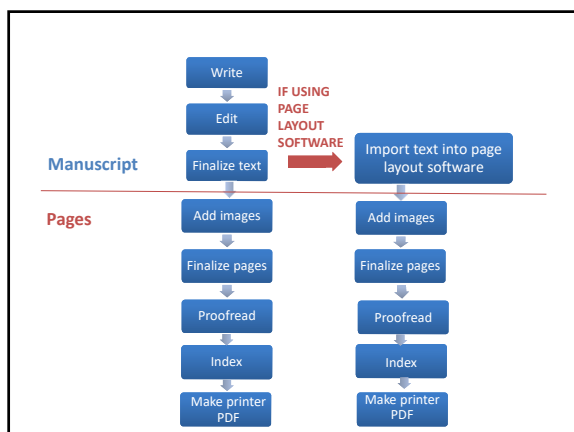 Write
IF USING
PAGE
LAYOUT
SOFTWARE
Edit
Manuscript
Finalize text
Import text into page
layout software
Pages
Add images
Finalize pages
Proofread
Index
Make printer
PDF
Add images
Finalize pages
Proofread
Index
Make printer
PDF